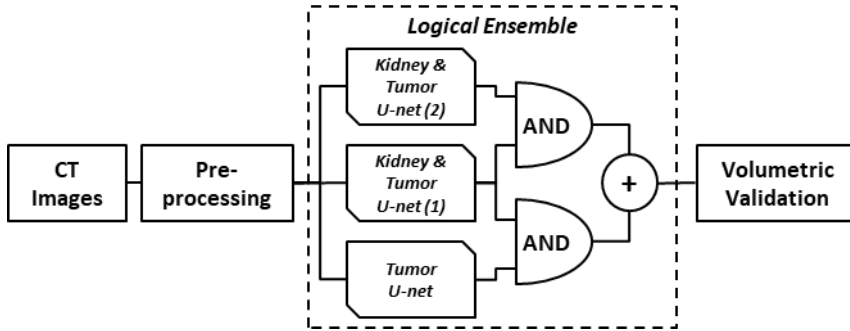 Logical Ensemble
Kidney &
Tumor
U-net (2)
AND
CT
Images
Pre-
processing
Kidney &
Tumor
U-net (1)
+
Volumetric
Validation
AND
Tumor
U-net